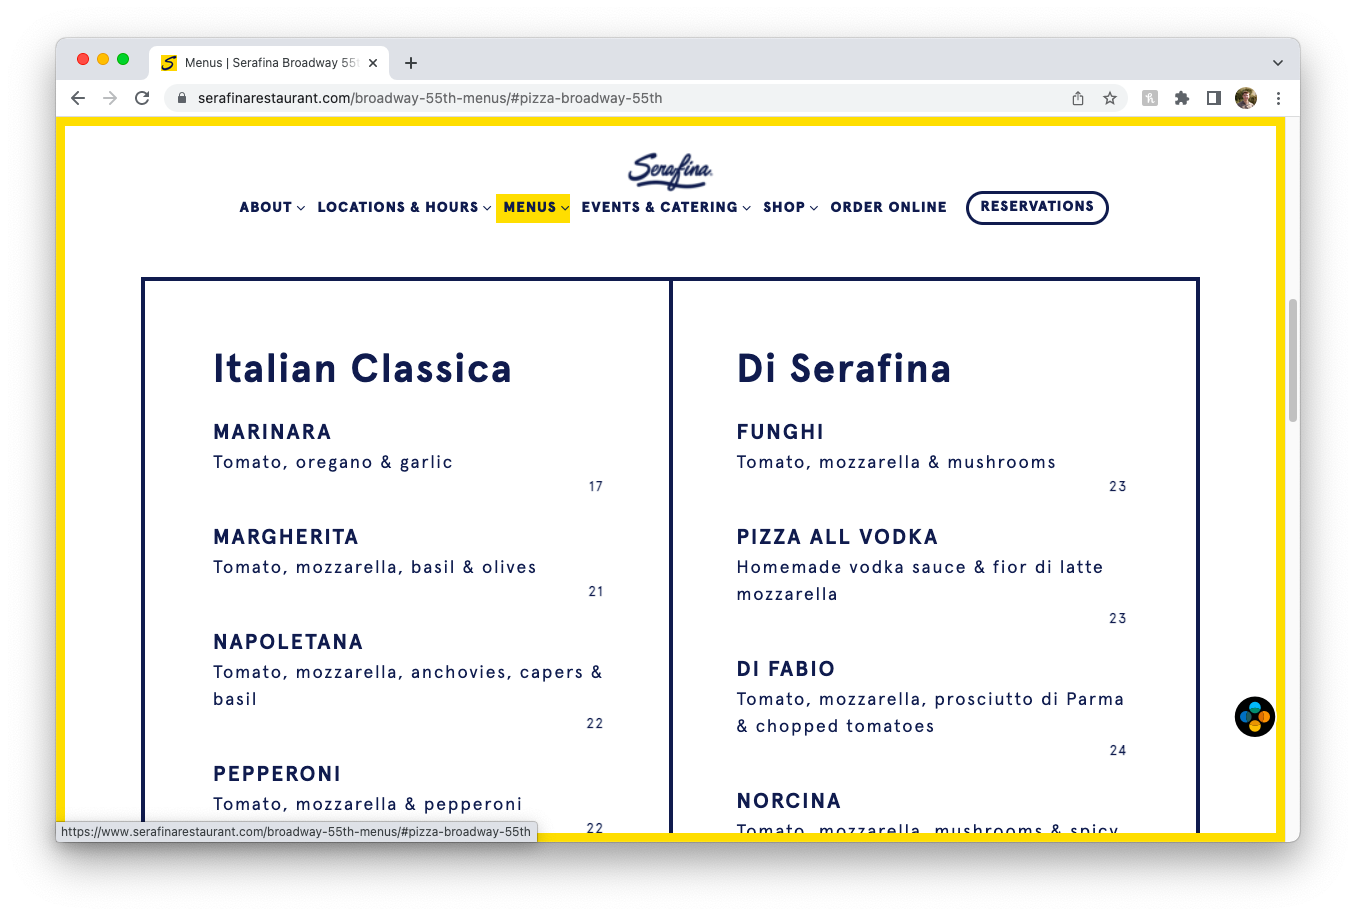 Menus | Serafina Broadway 55
serafinarestaurant.com/broadway-55th-menus/#pizza-broadway-55th
Serafina
ABOUT LOCATIONS & HOURS MENUS EVENTS & CATERING SHOP ORDER ONLINE RESERVATIONS
Italian Classica
MARINARA
Tomato, oregano & garlic
17
MARGHERITA
Tomato, mozzarella, basil & olives
21
NAPOLETANA
Tomato, mozzarella, anchovies, capers &
basil
22
PEPPERONI
Tomato, mozzarella & pepperoni
22
Di Serafina
FUNGHI
Tomato, mozzarella & mushrooms
23
PIZZA ALL VODKA
Homemade vodka sauce & fior di latte
mozzarella
23
DI FABIO
Tomato, mozzarella, prosciutto di Parma
& chopped tomatoes
24
NORCINA
Tomato, mozzarella, mushrooms & spicy
https://www.serafinarestaurant.com/broadway-55th-menus/#pizza-broadway-55th